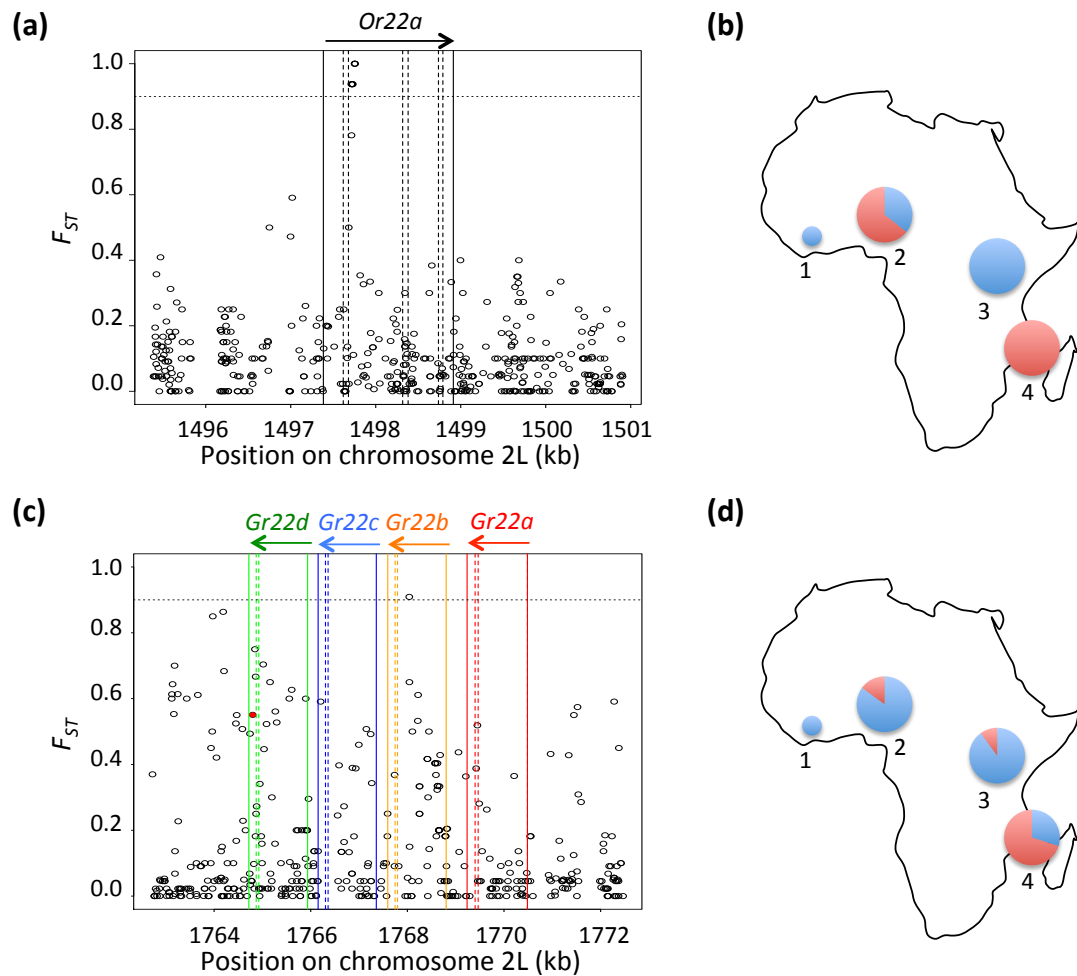 (a)
Or22a
1.0
0.8
0.6
0.4
0.2
0.0
FST
1496 1497 1498 1499 1500 1501
Position on chromosome 2L (kb)
(b)
1
2
3
4
(c)
Gr22d Gr22c Gr22b Gr22a
1.0
0.8
0.6
0.4
0.2
0.0
FST
1764 1766 1768 1770 1772
Position on chromosome 2L (kb)
(d)
1
2
3
4